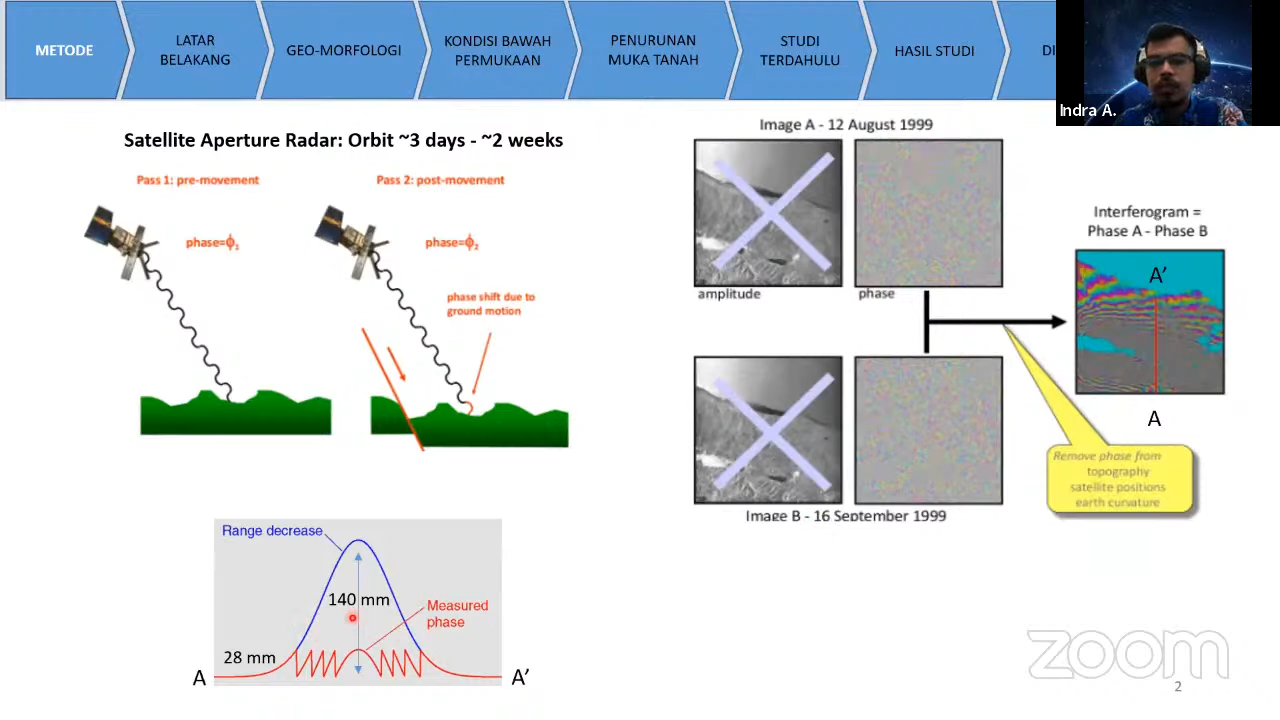 METODE
LATAR
BELAKANG
GEO-MORFOLOGI
KONDISI BAWAH
PERMUKAAN
PENURUNAN
MUKA TANAH
STUDI
TERDAHULU
HASIL STUDI
DI
Indra A.
Satellite Aperture Radar: Orbit ~3 days - ~2 weeks
Pass 1: pre-movement
Pass 2: post-movement
phase=ϕ₁
phase=ϕ₂
phase shift due to
ground motion
Image A - 12 August 1999
amplitude
phase
Interferogram =
Phase A - Phase B
A’
A
Remove phase from
topography
satellite positions
earth curvature
Image B - 16 September 1999
Range decrease
140 mm
Measured
phase
28 mm
A
A’
zoom
2